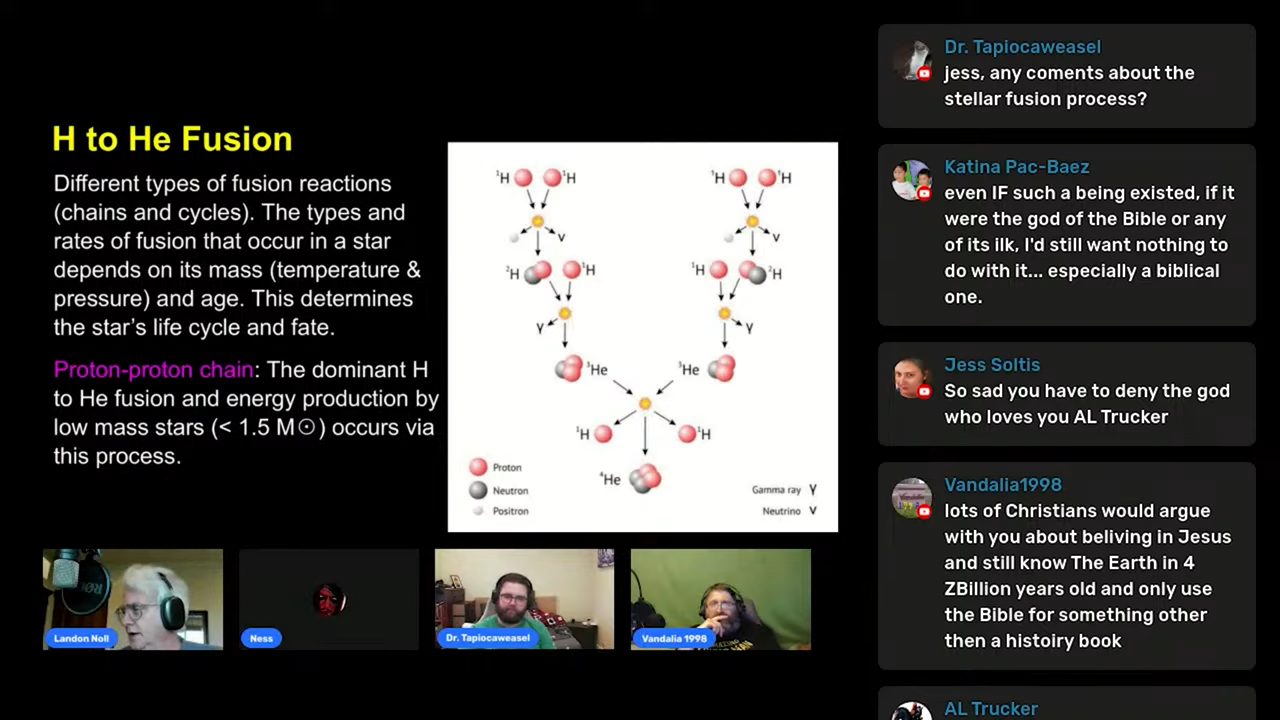 H to He Fusion
Different types of fusion reactions
(chains and cycles). The types and
rates of fusion that occur in a star
depends on its mass (temperature &
pressure) and age. This determines
the star's life cycle and fate.
Proton-proton chain: The dominant H
to He fusion and energy production by
low mass stars (< 1.5 M☉) occurs via
this process.
¹H ¹H ¹H ¹H
ν ν
²H ¹H ¹H ²H
γ γ
³He ³He
¹H ¹H
⁴He
Proton
Neutron
Positron
Gamma ray γ
Neutrino ν
Landon Noll
Ness
Dr. Tapiocaweasel
Vandalia 1998
Dr. Tapiocaweasel
jess, any coments about the
stellar fusion process?
Katina Pac-Baez
even IF such a being existed, if it
were the god of the Bible or any
of its ilk, I'd still want nothing to
do with it... especially a biblical
one.
Jess Soltis
So sad you have to deny the god
who loves you AL Trucker
Vandalia1998
lots of Christians would argue
with you about beliving in Jesus
and still know The Earth in 4
ZBillion years old and only use
the Bible for something other
then a histoiry book
AL Trucker